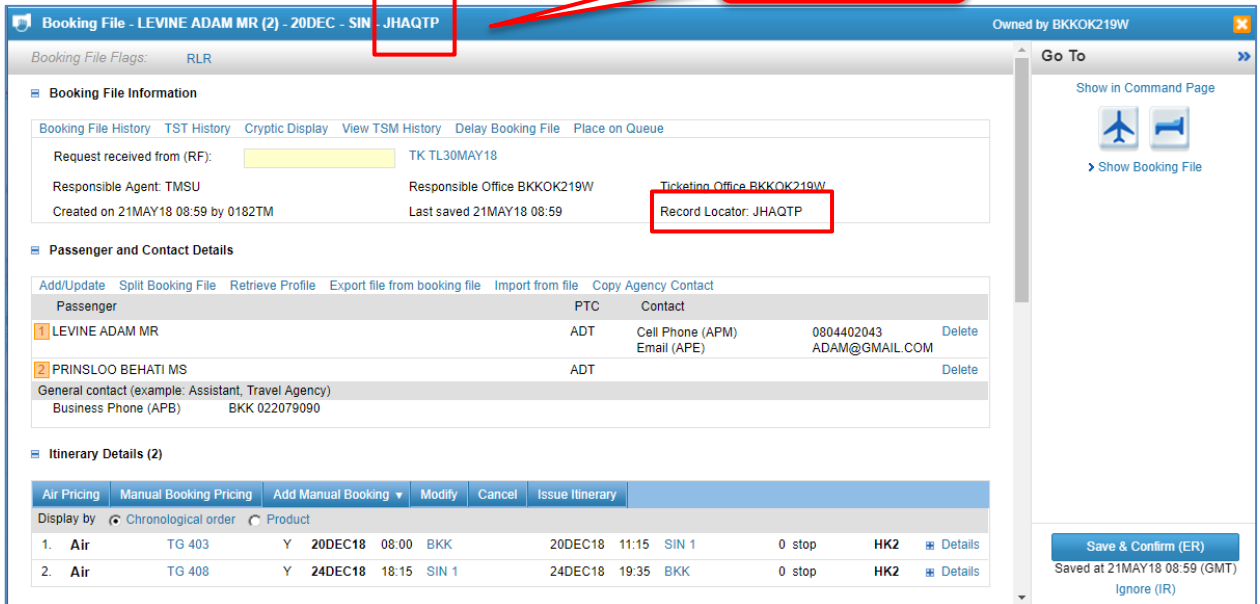 Booking File - LEVINE ADAM MR (2) - 20DEC - SIN - JHAQTP Owned by BKKOK219W
Booking File Flags: RLR Go To
Show in Command Page
Booking File Information
Booking File History TST History Cryptic Display View TSM History Delay Booking File Place on Queue
Request received from (RF): TK TL30MAY18
Show Booking File
Responsible Agent: TMSU Responsible Office BKKOK219W Ticketing Office BKKOK219W
Created on 21MAY18 08:59 by 0182TM Last saved 21MAY18 08:59 Record Locator: JHAQTP
Passenger and Contact Details
Add/Update Split Booking File Retrieve Profile Export file from booking file Import from file Copy Agency Contact
Passenger PTC Contact
1 LEVINE ADAM MR ADT Cell Phone (APM) 0804402043 Delete
Email (APE) ADAM@GMAIL.COM
2 PRINSLOO BEHATI MS ADT Delete
General contact (example: Assistant, Travel Agency)
Business Phone (APB) BKK 022079090
Itinerary Details (2)
Air Pricing Manual Booking Pricing Add Manual Booking Modify Cancel Issue Itinerary
Display by Chronological order Product
1. Air TG 403 Y 20DEC18 08:00 BKK 20DEC18 11:15 SIN 1 0 stop HK2 Details
2. Air TG 408 Y 24DEC18 18:15 SIN 1 24DEC18 19:35 BKK 0 stop HK2 Details
Save & Confirm (ER)
Saved at 21MAY18 08:59 (GMT)
Ignore (IR)